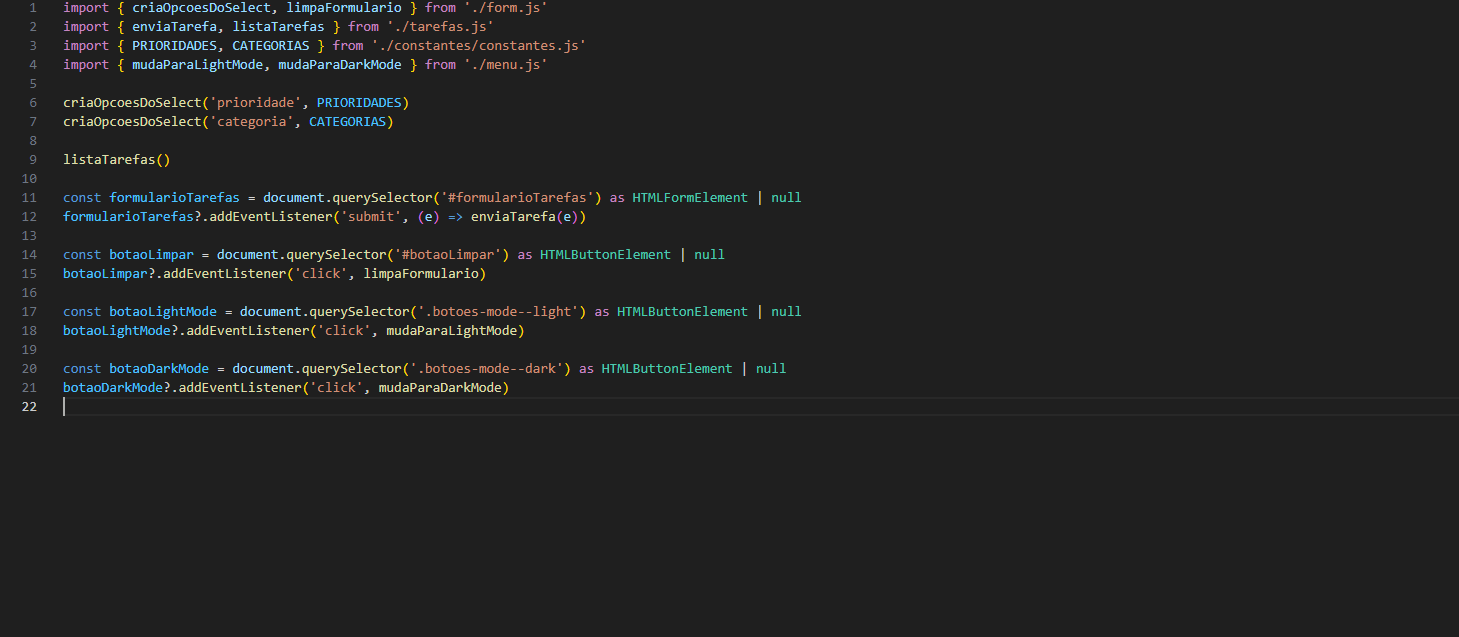 1 import { criaOpcoesDoSelect, limpaFormulario } from './form.js'
2 import { enviaTarefa, listaTarefas } from './tarefas.js'
3 import { PRIORIDADES, CATEGORIAS } from './constantes/constantes.js'
4 import { mudaParaLightMode, mudaParaDarkMode } from './menu.js'
5
6 criaOpcoesDoSelect('prioridade', PRIORIDADES)
7 criaOpcoesDoSelect('categoria', CATEGORIAS)
8
9 listaTarefas()
10
11 const formularioTarefas = document.querySelector('#formularioTarefas') as HTMLFormElement | null
12 formularioTarefas?.addEventListener('submit', (e) => enviaTarefa(e))
13
14 const botaoLimpar = document.querySelector('#botaoLimpar') as HTMLButtonElement | null
15 botaoLimpar?.addEventListener('click', limpaFormulario)
16
17 const botaoLightMode = document.querySelector('.botoes-mode--light') as HTMLButtonElement | null
18 botaoLightMode?.addEventListener('click', mudaParaLightMode)
19
20 const botaoDarkMode = document.querySelector('.botoes-mode--dark') as HTMLButtonElement | null
21 botaoDarkMode?.addEventListener('click', mudaParaDarkMode)
22